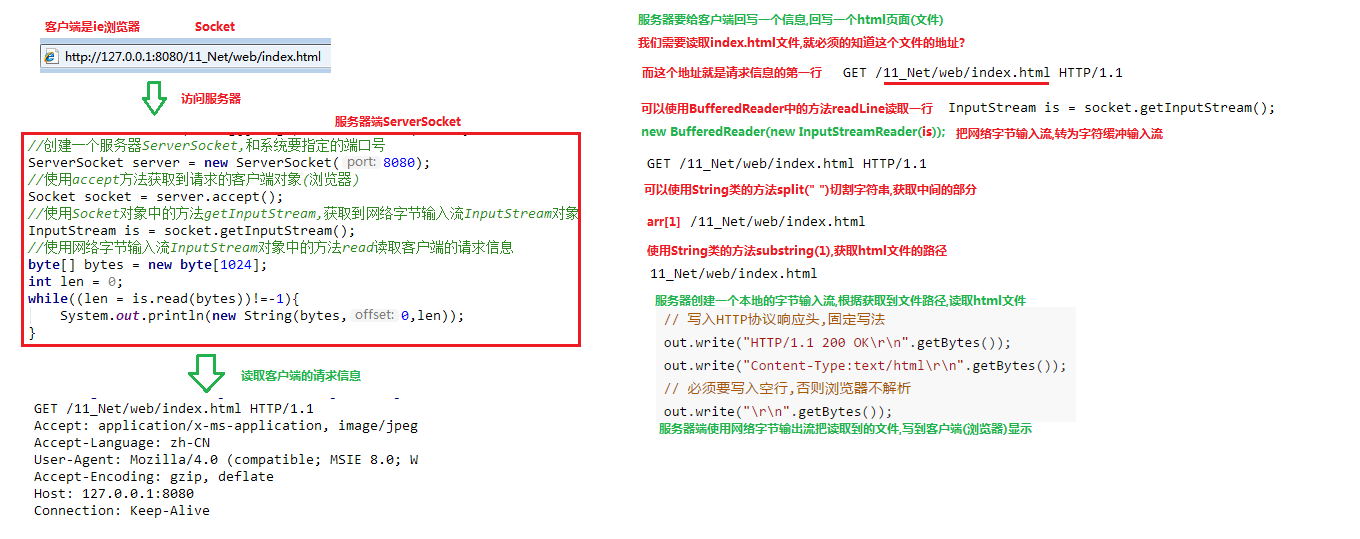 客户端是ie浏览器 Socket
http://127.0.0.1:8080/11_Net/web/index.html
访问服务器
服务器端ServerSocket
//创建一个服务器ServerSocket,和系统要指定的端口号
ServerSocket server = new ServerSocket( port: 8080);
//使用accept方法获取到请求的客户端对象(浏览器)
Socket socket = server.accept();
//使用Socket对象中的方法getInputStream,获取到网络字节输入流InputStream对象
InputStream is = socket.getInputStream();
//使用网络字节输入流InputStream对象中的方法read读取客户端的请求信息
byte[] bytes = new byte[1024];
int len = 0;
while((len = is.read(bytes))!=-1){
System.out.println(new String(bytes, offset: 0,len));
}
读取客户端的请求信息
GET /11_Net/web/index.html HTTP/1.1
Accept: application/x-ms-application, image/jpeg
Accept-Language: zh-CN
User-Agent: Mozilla/4.0 (compatible; MSIE 8.0; W
Accept-Encoding: gzip, deflate
Host: 127.0.0.1:8080
Connection: Keep-Alive
服务器要给客户端回写一个信息,回写一个html页面(文件)
我们需要读取index.html文件,就必须的知道这个文件的地址?
而这个地址就是请求信息的第一行 GET /11_Net/web/index.html HTTP/1.1
可以使用BufferedReader中的方法readLine读取一行 InputStream is = socket.getInputStream();
new BufferedReader(new InputStreamReader(is)); 把网络字节输入流,转为字符缓冲输入流
GET /11_Net/web/index.html HTTP/1.1
可以使用String类的方法split(" ")切割字符串,获取中间的部分
arr[1] /11_Net/web/index.html
使用String类的方法substring(1),获取html文件的路径
11_Net/web/index.html
服务器创建一个本地的字节输入流,根据获取到文件路径,读取html文件
// 写入HTTP协议响应头,固定写法
out.write("HTTP/1.1 200 OK\r\n".getBytes());
out.write("Content-Type:text/html\r\n".getBytes());
// 必须要写入空行,否则浏览器不解析
out.write("\r\n".getBytes());
服务器端使用网络字节输出流把读取到的文件,写到客户端(浏览器)显示